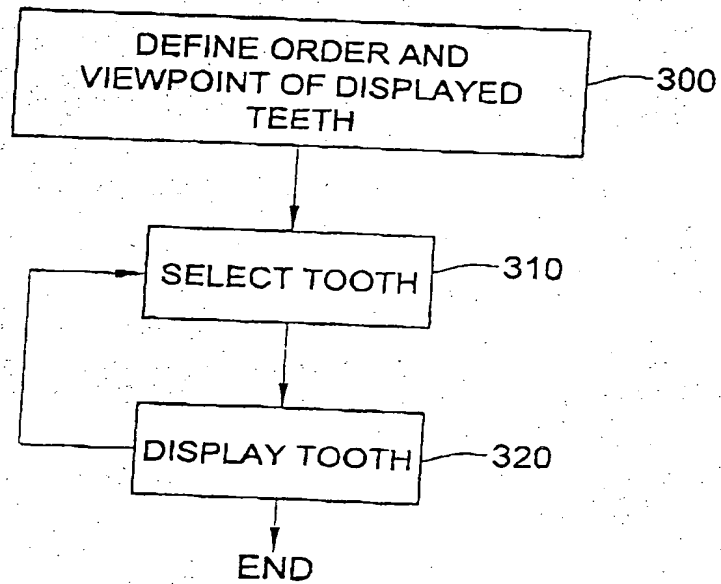 DEFINE ORDER AND
VIEWPOINT OF DISPLAYED
TEETH
300
SELECT TOOTH
310
DISPLAY TOOTH
320
END